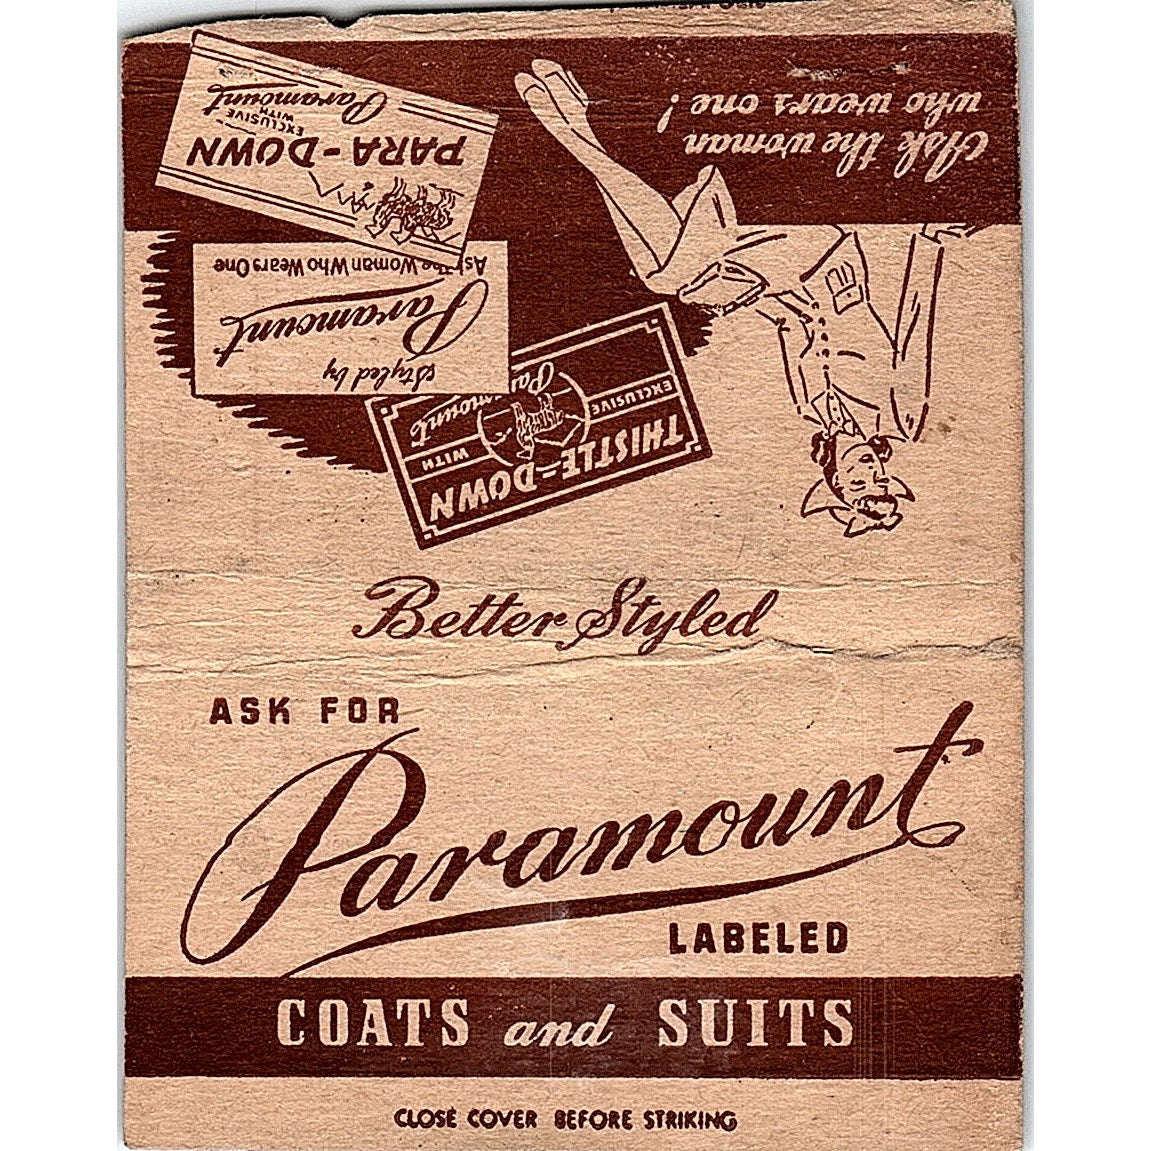 Better Styled
ASK FOR
Paramount
LABELED
COATS and SUITS
CLOSE COVER BEFORE STRIKING
Ask the woman
who wears one!
THISTLE-DOWN
EXCLUSIVE WITH
Styled by
Paramount
Ask The Woman Who Wears One
PARA-DOWN
EXCLUSIVE
WITH
Paramount